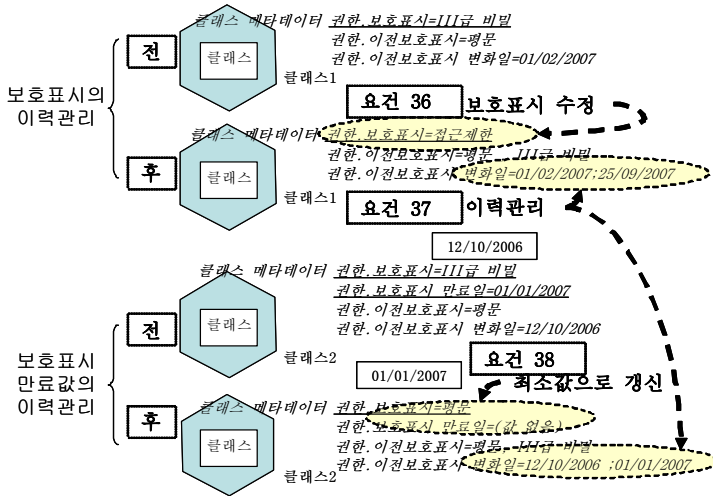 클래스 메타데이터 권한.보호표시=III급 비밀
권한.이전보호표시=평문
권한.이전보호표시 변화일=01/02/2007
전
클래스
클래스1
보호표시의
이력관리
요건 36 보호표시 수정
클래스 메타데이터 권한.보호표시=접근제한
권한.이전보호표시=평문 , III급 비밀
권한.이전보호표시 변화일=01/02/2007;25/09/2007
후
클래스
클래스1
요건 37 이력관리
12/10/2006
클래스 메타데이터 권한.보호표시=III급 비밀
권한.보호표시 만료일=01/01/2007
권한.이전보호표시=평문
권한.이전보호표시 변화일=12/10/2006
전
클래스
클래스2
보호표시
만료값의
이력관리
요건 38
01/01/2007
최소값으로 갱신
클래스 메타데이터 권한.보호표시=평문
권한.보호표시 만료일=(값 없음)
권한.이전보호표시=평문, III급 비밀
권한.이전보호표시 변화일=12/10/2006 ;01/01/2007
후
클래스
클래스2